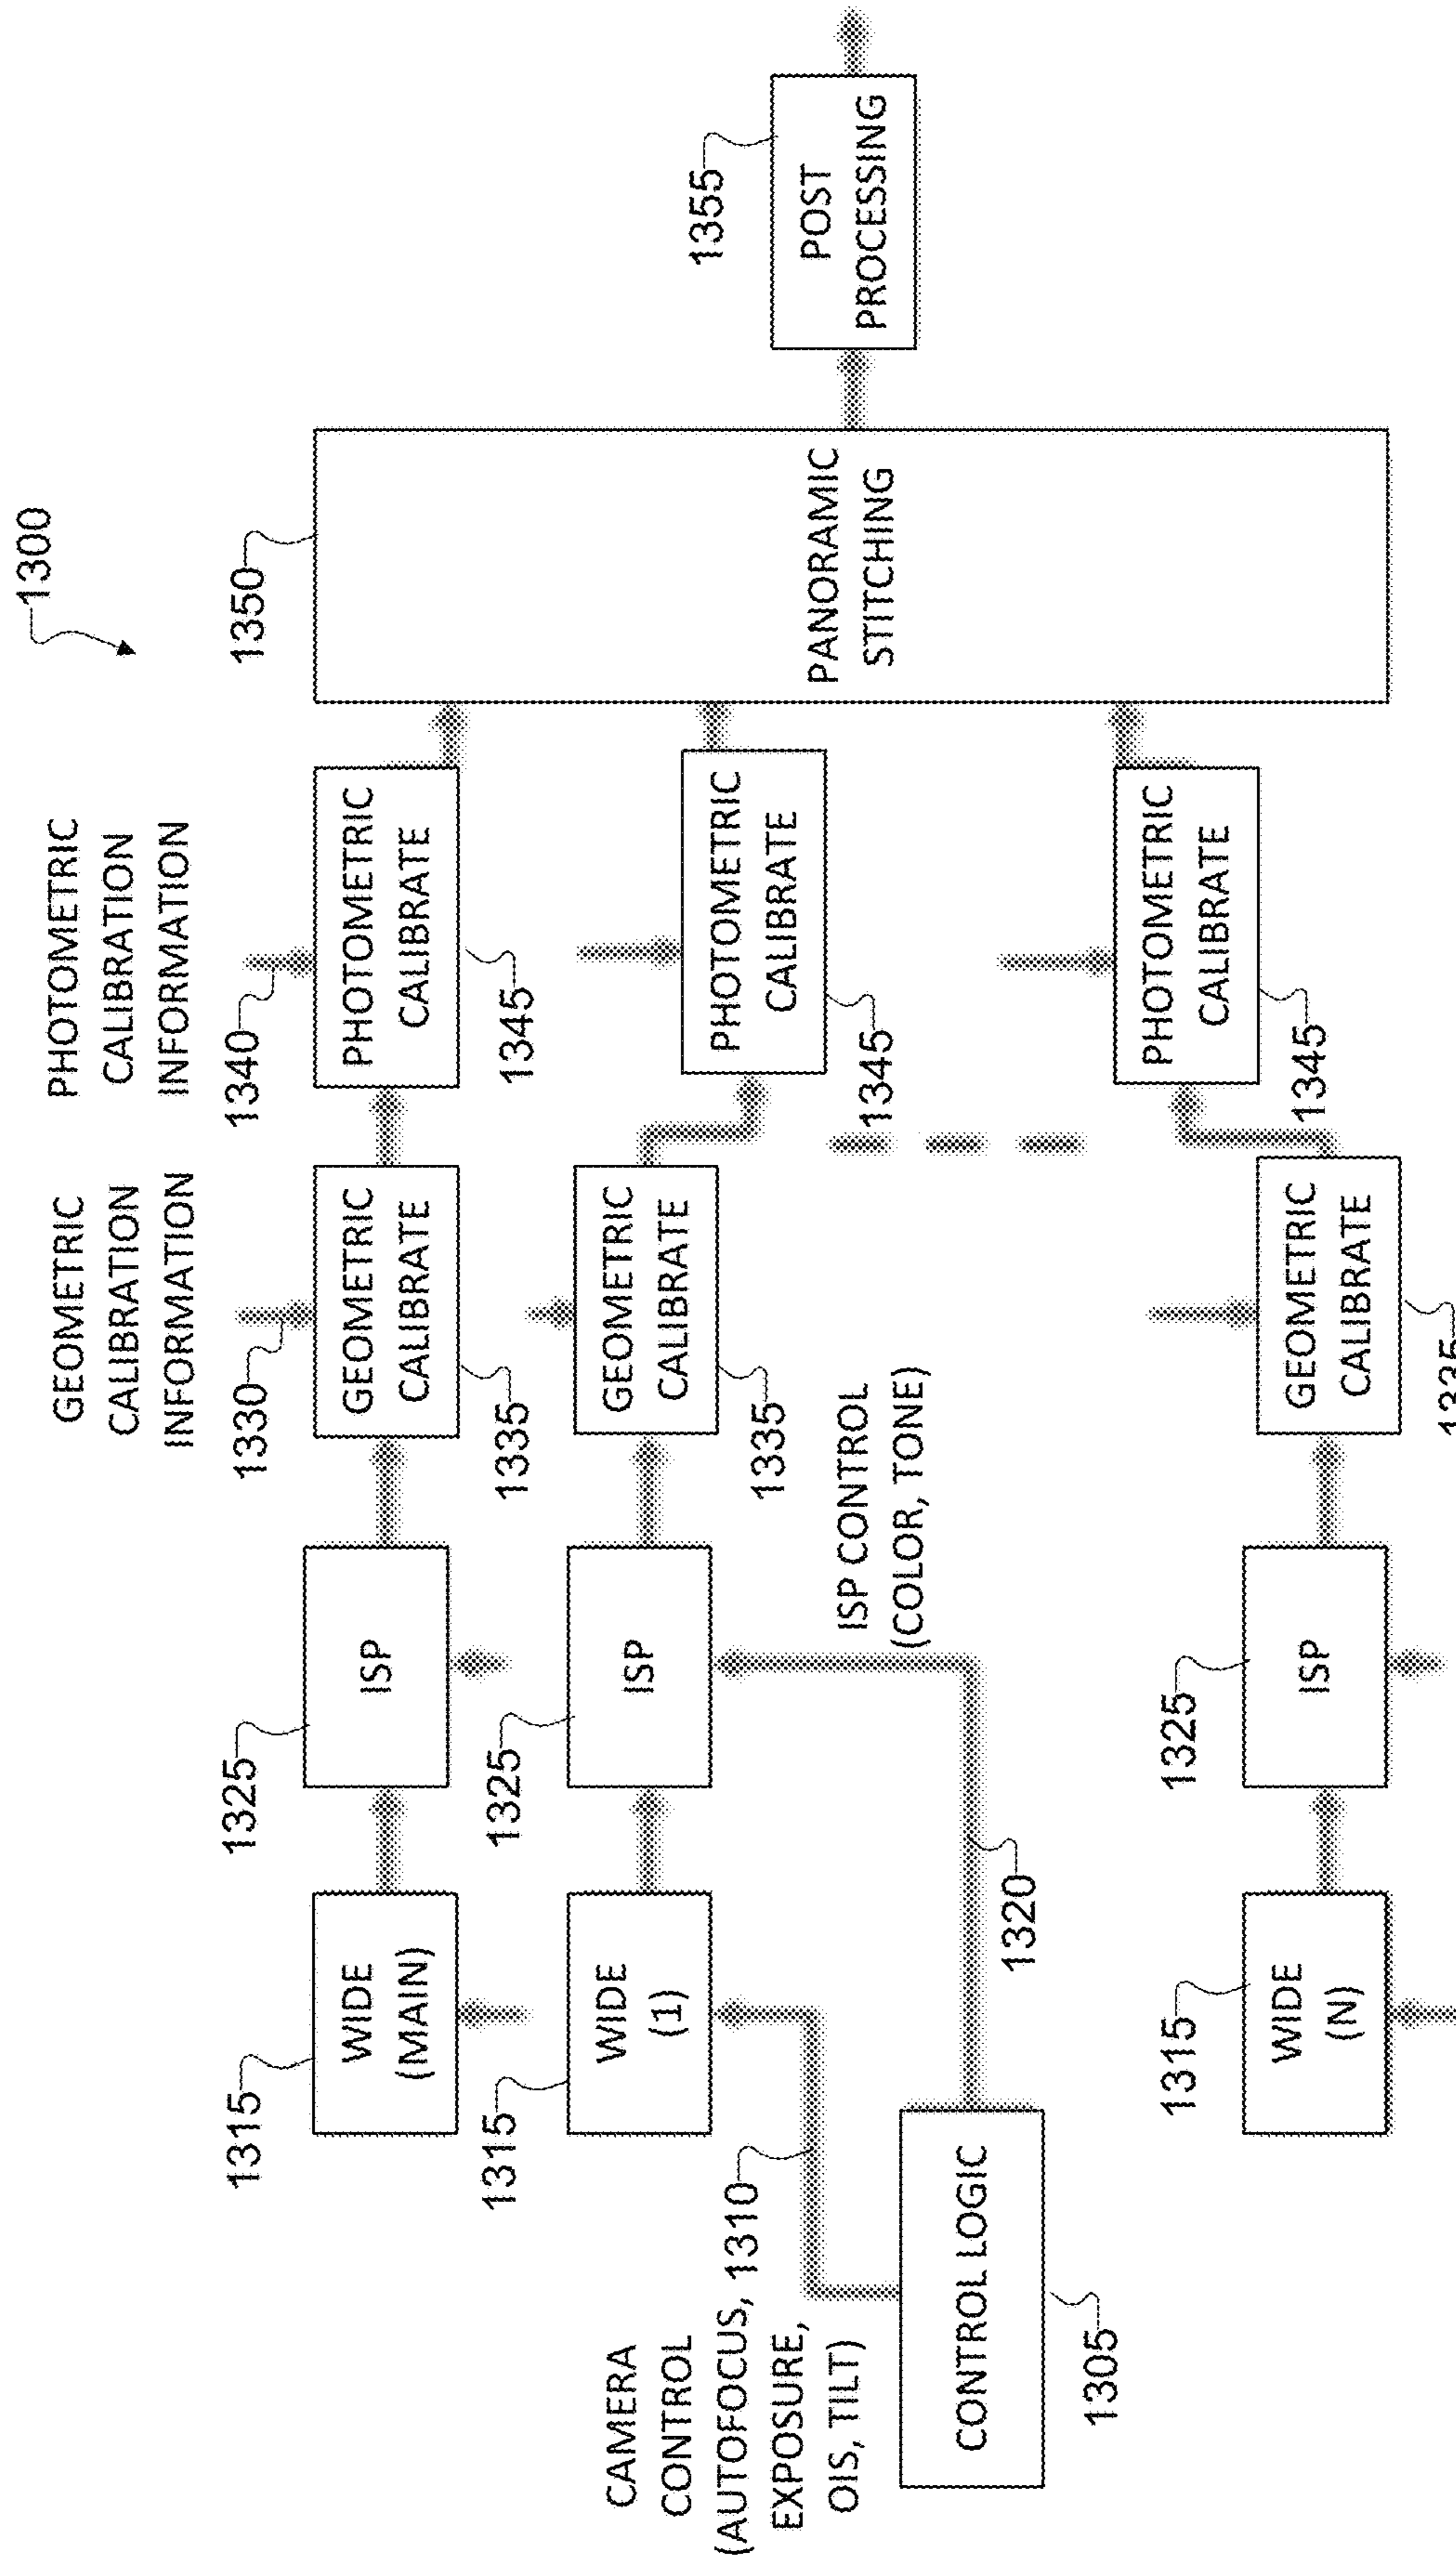 1300
GEOMETRIC
CALIBRATION
INFORMATION
PHOTOMETRIC
CALIBRATION
INFORMATION
1330
1340
1350
1315
WIDE
(MAIN)
1325
ISP
GEOMETRIC
CALIBRATE
1335
PHOTOMETRIC
CALIBRATE
1345
1315
WIDE
(1)
1325
ISP
GEOMETRIC
CALIBRATE
1335
PHOTOMETRIC
CALIBRATE
1345
PANORAMIC
STITCHING
1355
POST
PROCESSING
CAMERA
CONTROL
(AUTOFOCUS,
EXPOSURE,
OIS, TILT)
1310
ISP CONTROL
(COLOR, TONE)
CONTROL LOGIC
1305
1320
1315
WIDE
(N)
1325
ISP
GEOMETRIC
CALIBRATE
1335
PHOTOMETRIC
CALIBRATE
1345